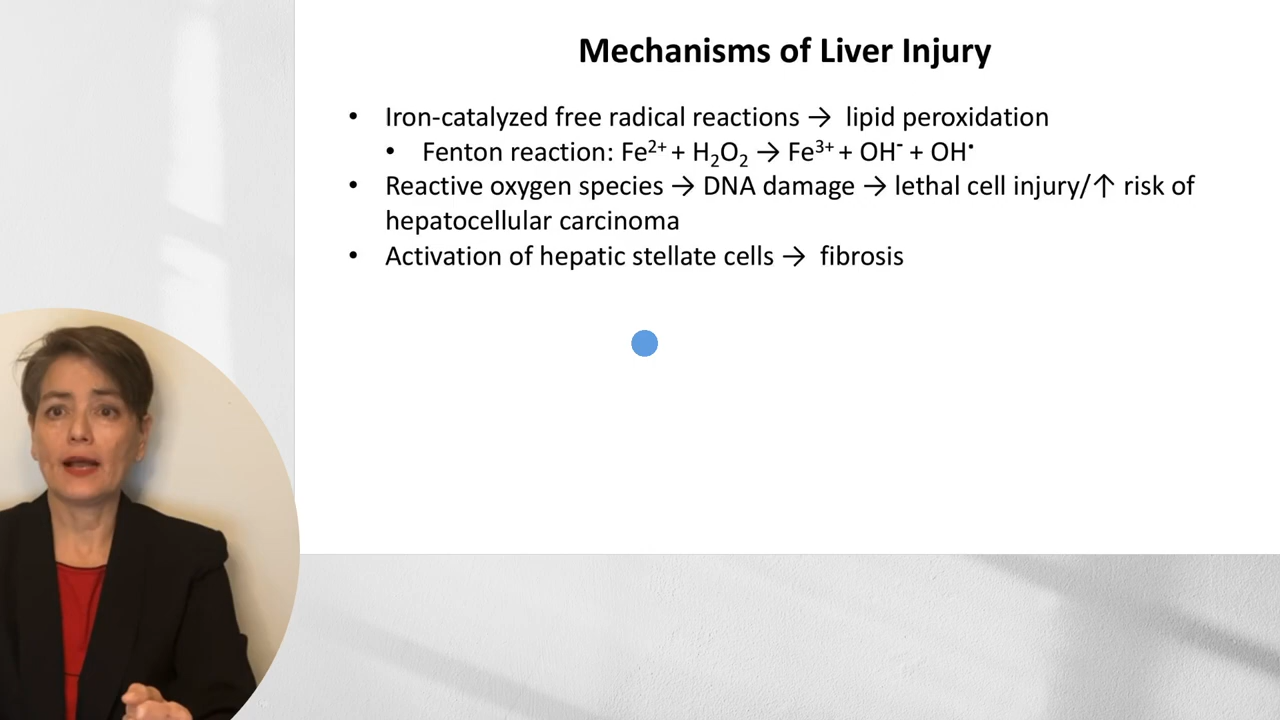 Mechanisms of Liver Injury
• Iron-catalyzed free radical reactions → lipid peroxidation
• Fenton reaction: Fe²⁺ + H₂O₂ → Fe³⁺ + OH⁻ + OH•
• Reactive oxygen species → DNA damage → lethal cell injury/↑ risk of
hepatocellular carcinoma
• Activation of hepatic stellate cells → fibrosis